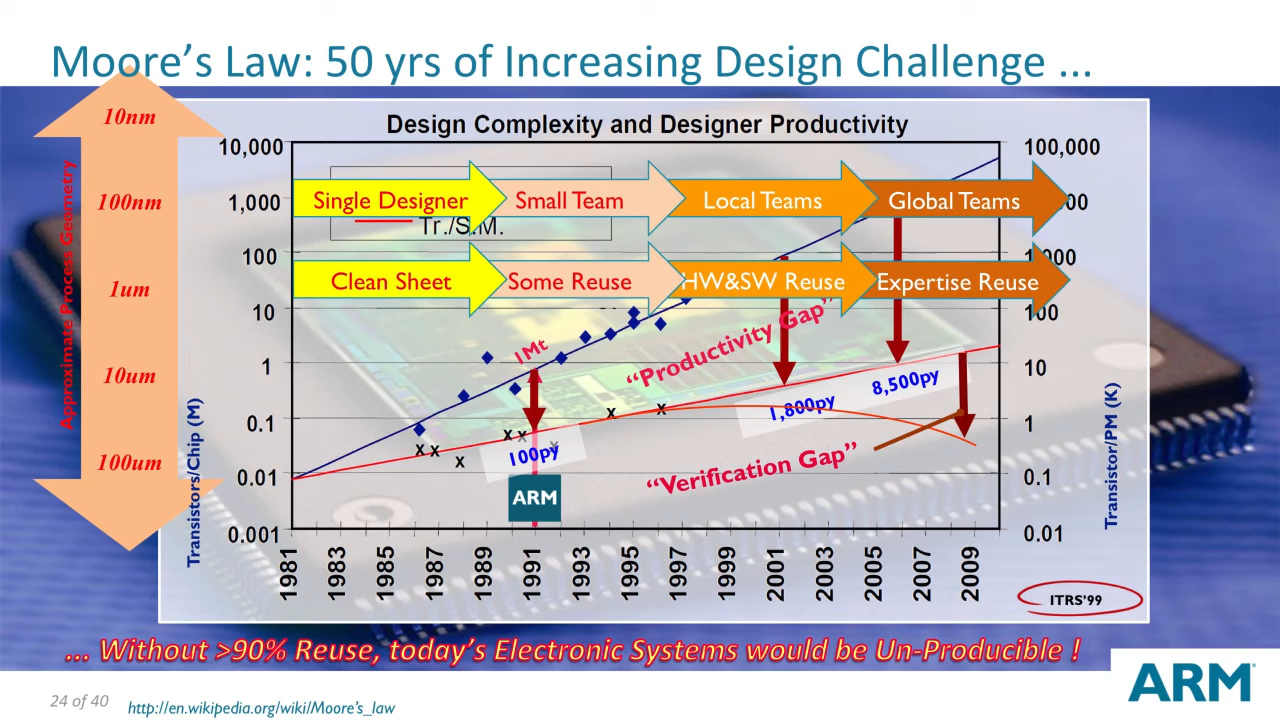 Moore's Law: 50 yrs of Increasing Design Challenge ...
10nm
100nm
1um
10um
100um
Approximate Process Geometry
Design Complexity and Designer Productivity
10,000
1,000
100
10
1
0.1
0.01
0.001
Transistors/Chip (M)
100,000
100
10
1
0.1
0.01
Transistor/PM (K)
Single Designer
Small Team
Local Teams
Global Teams
Tr./S.M.
Clean Sheet
Some Reuse
HW&SW Reuse
Expertise Reuse
1Mt
"Productivity Gap"
100py
1,800py
8,500py
"Verification Gap"
ARM
1981
1983
1985
1987
1989
1991
1993
1995
1997
1999
2001
2003
2005
2007
2009
ITRS'99
... Without >90% Reuse, today's Electronic Systems would be Un-Producible !
24 of 40
http://en.wikipedia.org/wiki/Moore's_law
ARM